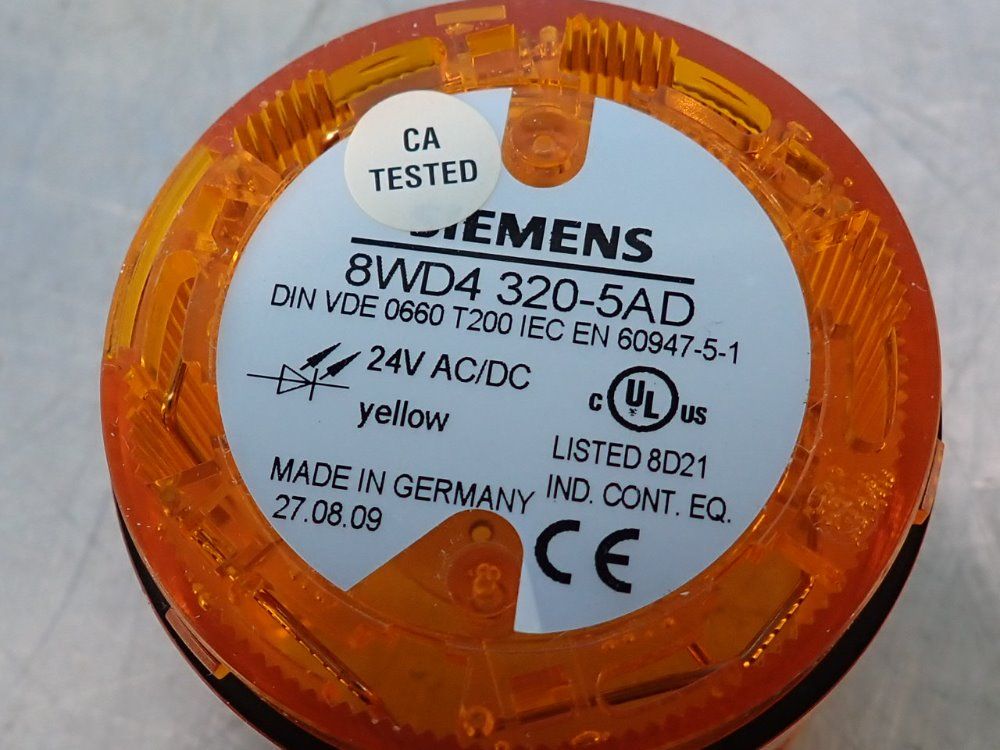 CA
TESTED
SIEMENS
8WD4 320-5AD
DIN VDE 0660 T200 IEC EN 60947-5-1
24V AC/DC
yellow
C UL US
LISTED 8D21
IND. CONT. EQ.
MADE IN GERMANY
27.08.09
CE